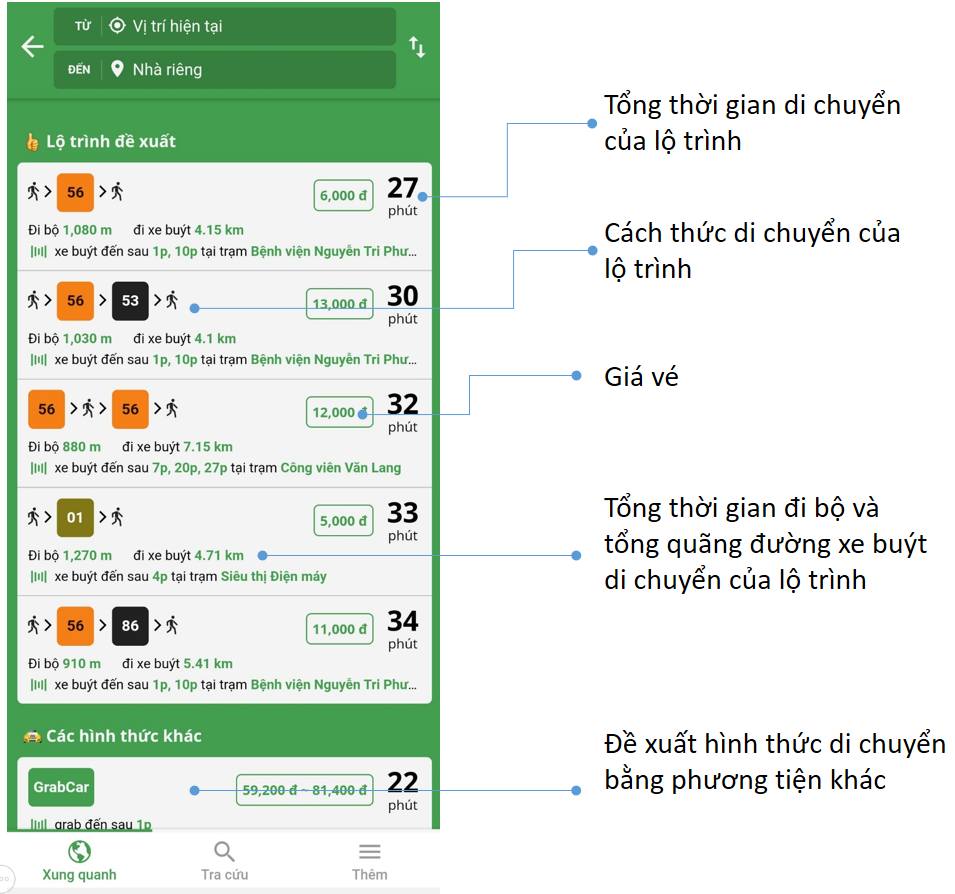 TỪ Vị trí hiện tại
ĐẾN Nhà riêng
Lộ trình đề xuất
56 6,000 đ 27
phút
Đi bộ 1,080 m đi xe buýt 4.15 km
xe buýt đến sau 1p, 10p tại trạm Bệnh viện Nguyễn Tri Phư...
56 53 13,000 đ 30
phút
Đi bộ 1,030 m đi xe buýt 4.1 km
xe buýt đến sau 1p, 10p tại trạm Bệnh viện Nguyễn Tri Phư...
56 56 12,000 đ 32
phút
Đi bộ 880 m đi xe buýt 7.15 km
xe buýt đến sau 7p, 20p, 27p tại trạm Công viên Văn Lang
01 5,000 đ 33
phút
Đi bộ 1,270 m đi xe buýt 4.71 km
xe buýt đến sau 4p tại trạm Siêu thị Điện máy
56 86 11,000 đ 34
phút
Đi bộ 910 m đi xe buýt 5.41 km
xe buýt đến sau 1p, 10p tại trạm Bệnh viện Nguyễn Tri Phư...
Các hình thức khác
GrabCar 59,200 đ ~ 81,400 đ 22
phút
grab đến sau 1p
Xung quanh Tra cứu Thêm
Tổng thời gian di chuyển
của lộ trình
Cách thức di chuyển của
lộ trình
Giá vé
Tổng thời gian đi bộ và
tổng quãng đường xe buýt
di chuyển của lộ trình
Đề xuất hình thức di chuyển
bằng phương tiện khác